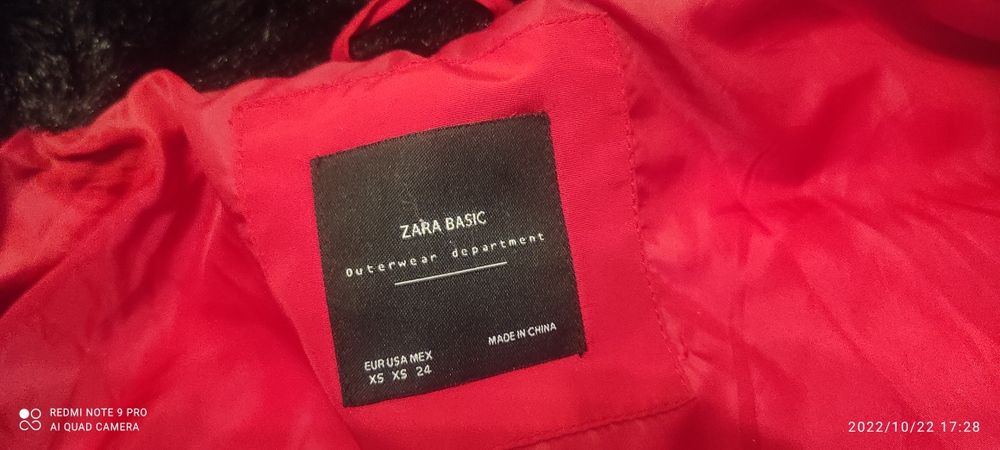 ZARA BASIC
Outerwear department
MADE IN CHINA
EUR USA MEX
XS XS 24
REDMI NOTE 9 PRO
AI QUAD CAMERA
2022/10/22 17:28